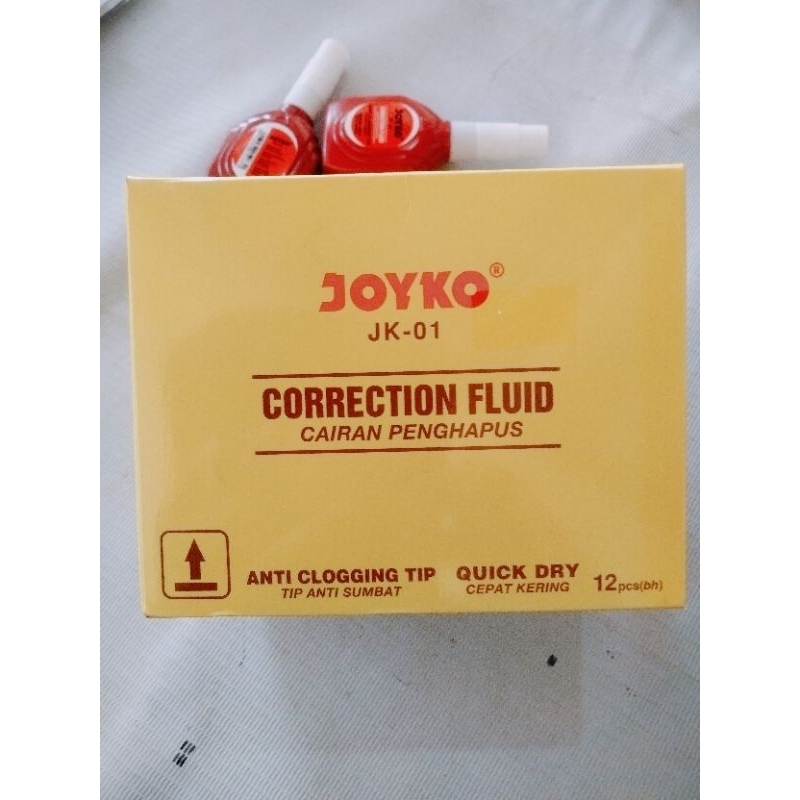 JOYKO
JOYKO®
JK-01
CORRECTION FLUID
CAIRAN PENGHAPUS
ANTI CLOGGING TIP
TIP ANTI SUMBAT
QUICK DRY
CEPAT KERING
12pcs(bh)